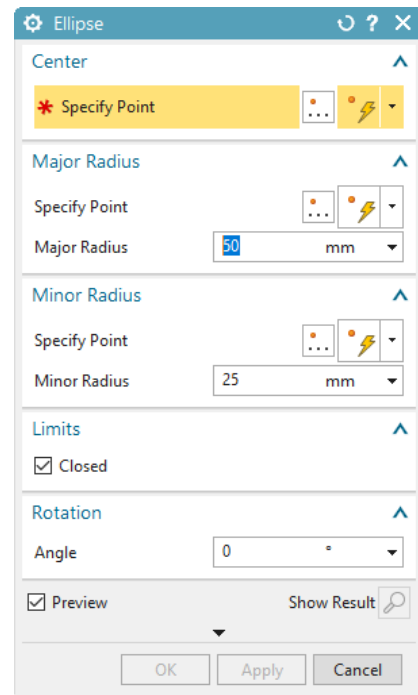 Ellipse ?
Center
* Specify Point
Major Radius
Specify Point
Major Radius 50 mm
Minor Radius
Specify Point
Minor Radius 25 mm
Limits
Closed
Rotation
Angle 0 °
Preview Show Result
OK Apply Cancel